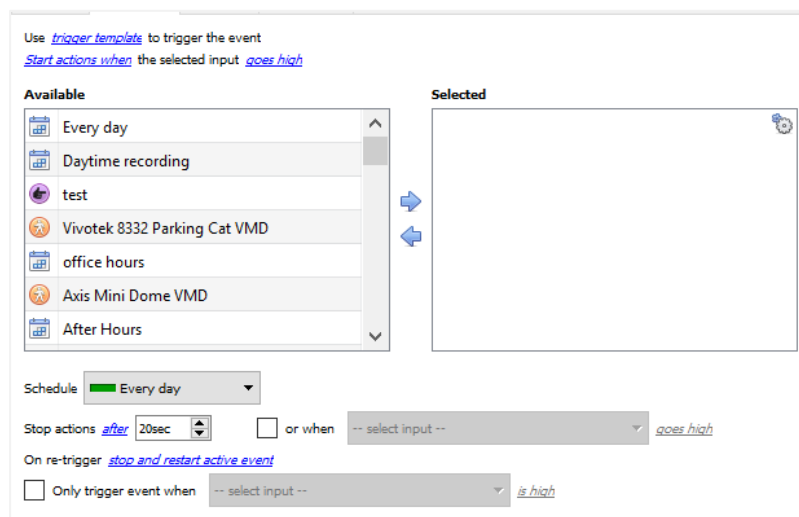 Use trigger template to trigger the event
Start actions when the selected input goes high
Available
Selected
Every day
Daytime recording
test
Vivotek 8332 Parking Cat VMD
office hours
Axis Mini Dome VMD
After Hours
Schedule Every day
Stop actions after 20sec or when -- select input -- goes high
On re-trigger stop and restart active event
Only trigger event when -- select input -- is high